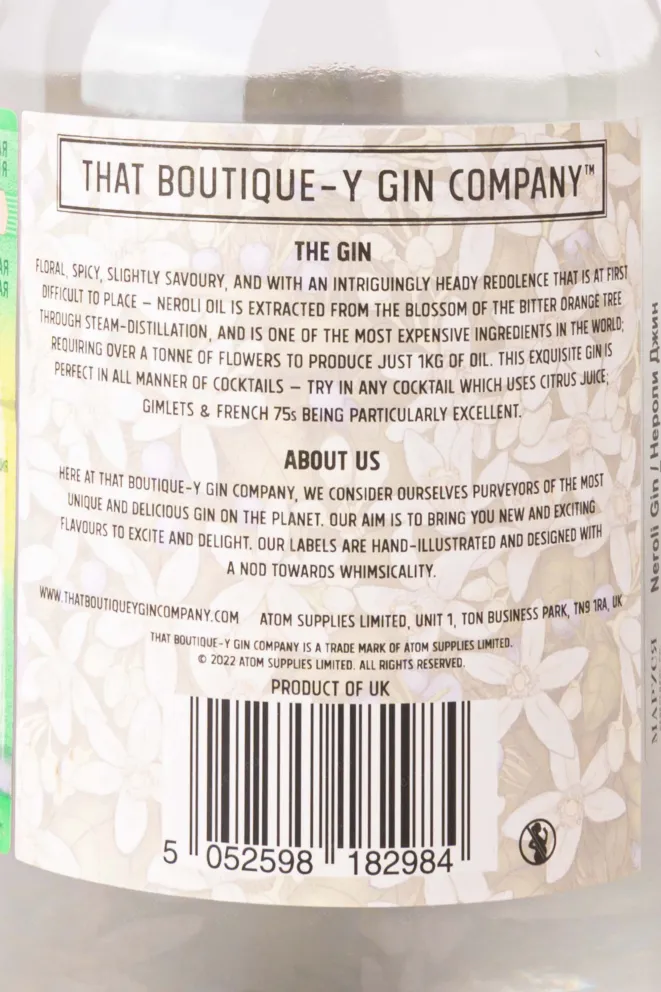 THAT BOUTIQUE-Y GIN COMPANY™
THE GIN
FLORAL, SPICY, SLIGHTLY SAVOURY, AND WITH AN INTRIGUINGLY HEADY REDOLENCE THAT IS AT FIRST
DIFFICULT TO PLACE – NEROLI OIL IS EXTRACTED FROM THE BLOSSOM OF THE BITTER ORANGE TREE
THROUGH STEAM-DISTILLATION, AND IS ONE OF THE MOST EXPENSIVE INGREDIENTS IN THE WORLD;
REQUIRING OVER A TONNE OF FLOWERS TO PRODUCE JUST 1KG OF OIL. THIS EXQUISITE GIN IS
PERFECT IN ALL MANNER OF COCKTAILS – TRY IN ANY COCKTAIL WHICH USES CITRUS JUICE;
GIMLETS & FRENCH 75s BEING PARTICULARLY EXCELLENT.
ABOUT US
HERE AT THAT BOUTIQUE-Y GIN COMPANY, WE CONSIDER OURSELVES PURVEYORS OF THE MOST
UNIQUE AND DELICIOUS GIN ON THE PLANET. OUR AIM IS TO BRING YOU NEW AND EXCITING
FLAVOURS TO EXCITE AND DELIGHT. OUR LABELS ARE HAND-ILLUSTRATED AND DESIGNED WITH
A NOD TOWARDS WHIMSICALITY.
WWW.THATBOUTIQUEYGINCOMPANY.COM ATOM SUPPLIES LIMITED, UNIT 1, TON BUSINESS PARK, TN9 1RA, UK
THAT BOUTIQUE-Y GIN COMPANY IS A TRADE MARK OF ATOM SUPPLIES LIMITED.
© 2022 ATOM SUPPLIES LIMITED. ALL RIGHTS RESERVED.
PRODUCT OF UK
5 052598 182984
Neroli Gin / Нероли Джин
МАРУСЯ